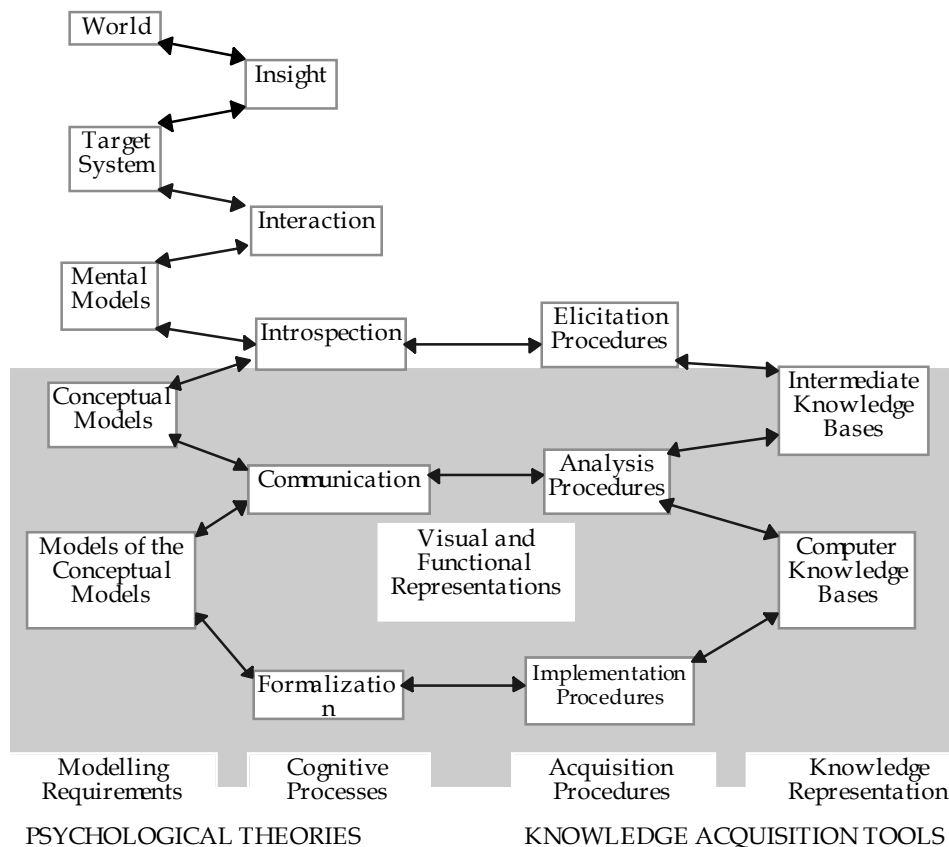 World
Insight
Target
System
Interaction
Mental
Models
Introspection
Elicitation
Procedures
Conceptual
Models
Intermediate
Knowledge
Bases
Communication
Analysis
Procedures
Models of the
Conceptual
Models
Visual and
Functional
Representations
Computer
Knowledge
Bases
Formalizatio
n
Implementation
Procedures
Modelling
Requirements
Cognitive
Processes
Acquisition
Procedures
Knowledge
Representation
PSYCHOLOGICAL THEORIES
KNOWLEDGE ACQUISITION TOOLS